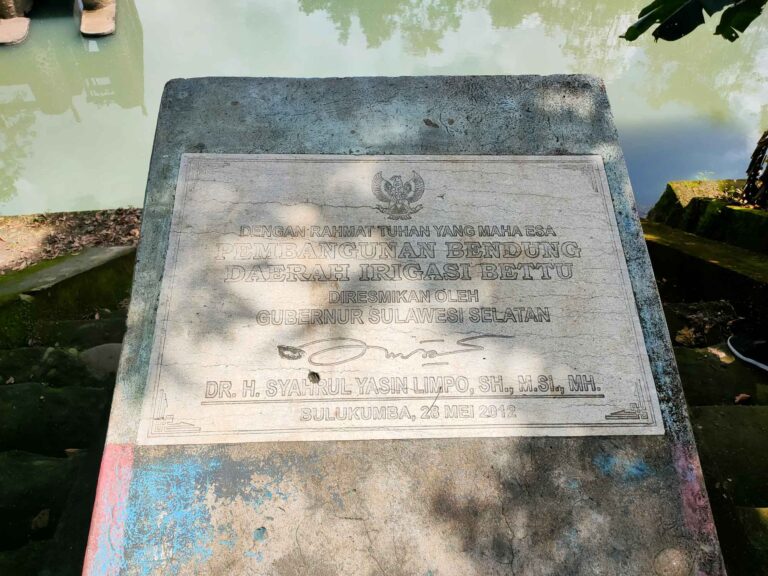 DENGAN RAHMAT TUHAN YANG MAHA ESA
PEMBANGUNAN BENDUNG
DAERAH IRIGASI BETTU
DIRESMIKAN OLEH
GUBERNUR SULAWESI SELATAN
DR. H. SYAHRUL YASIN LIMPO, SH., M.SI., MH.
BULUKUMBA, 26 MEI 2012